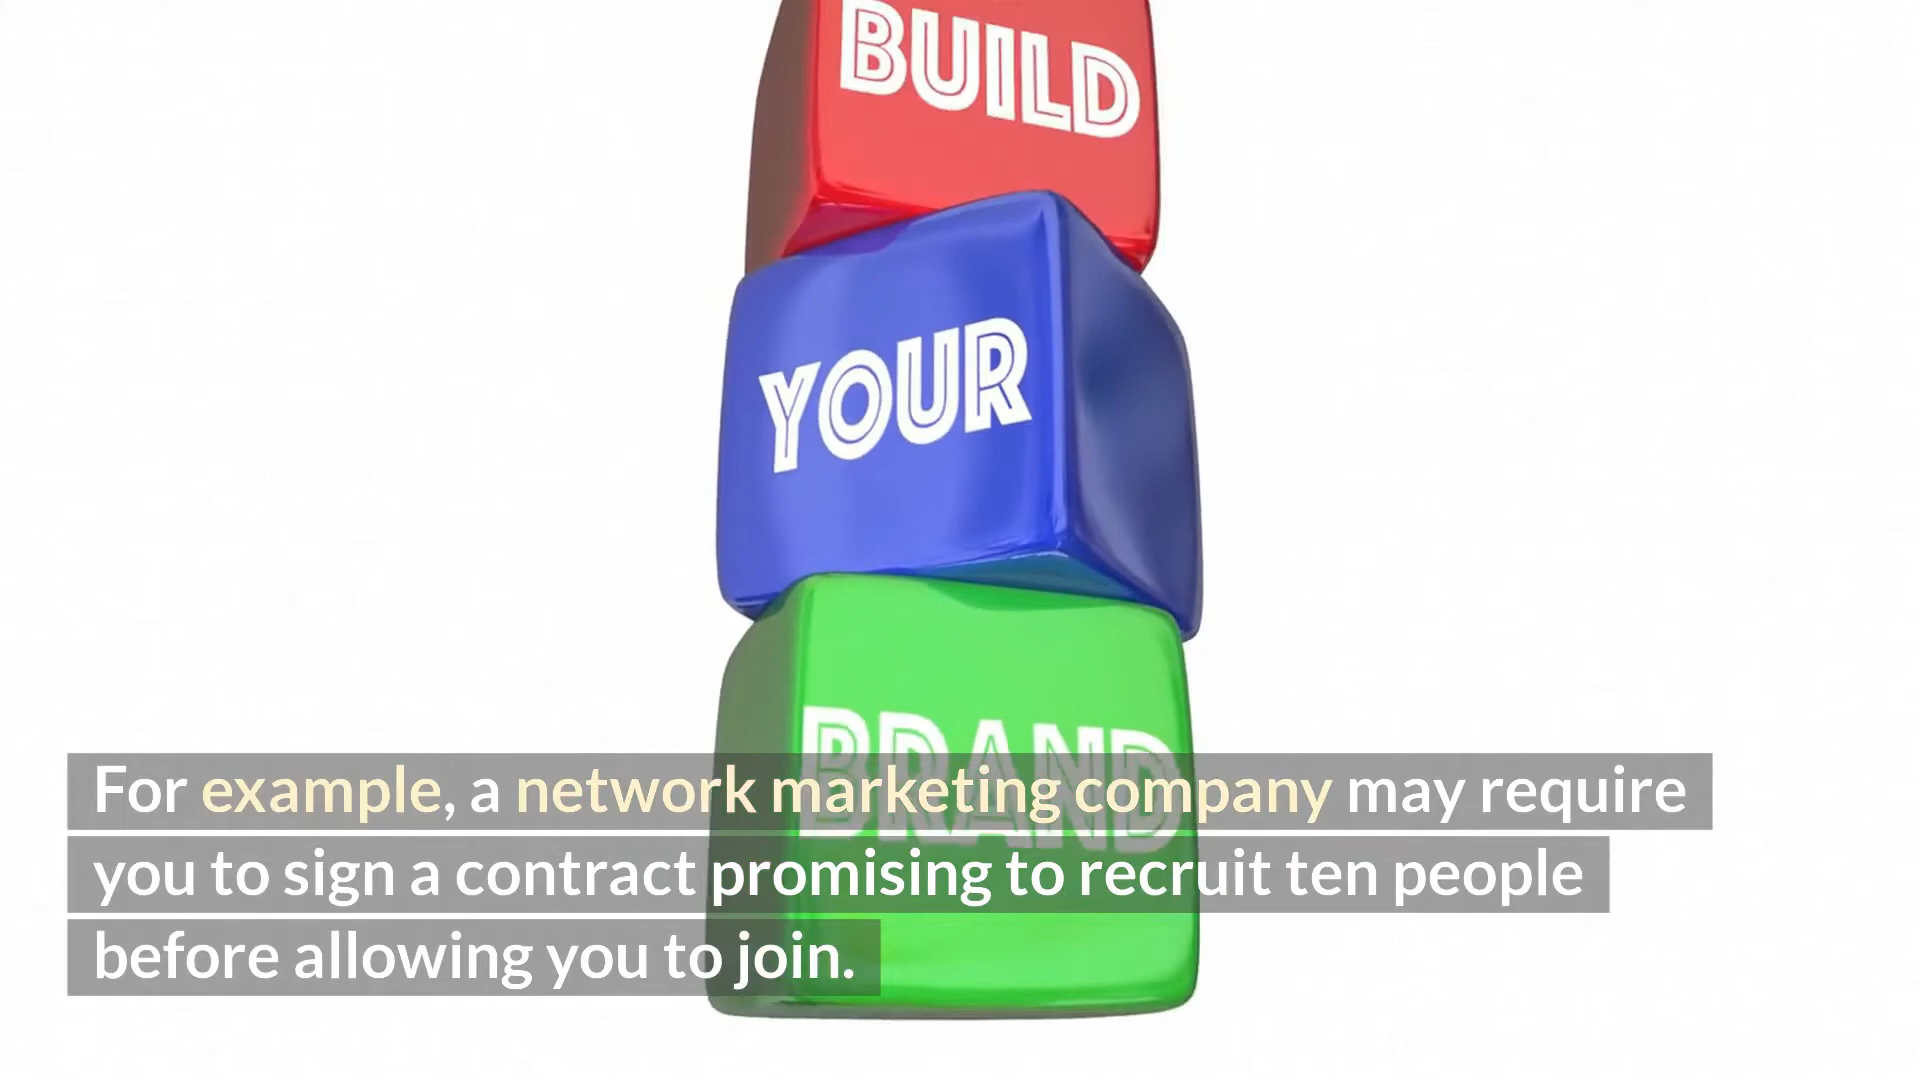 BUILD
YOUR
BRAND
For example, a network marketing company may require
you to sign a contract promising to recruit ten people
before allowing you to join.